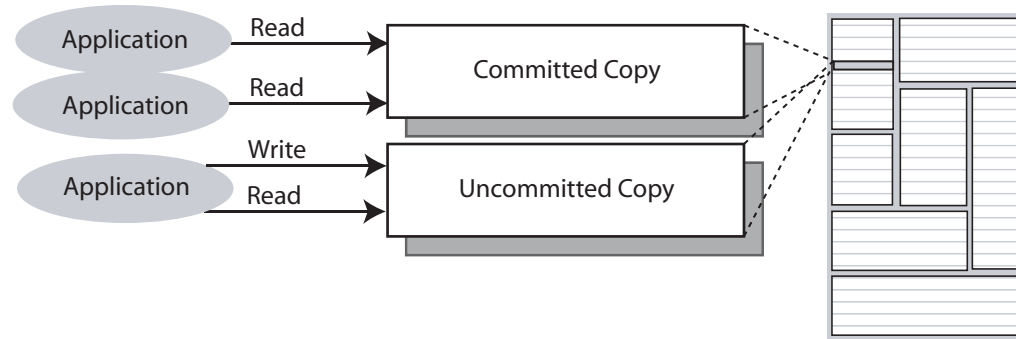 Application
Read
Committed Copy
Application
Read
Application
Write
Read
Uncommitted Copy